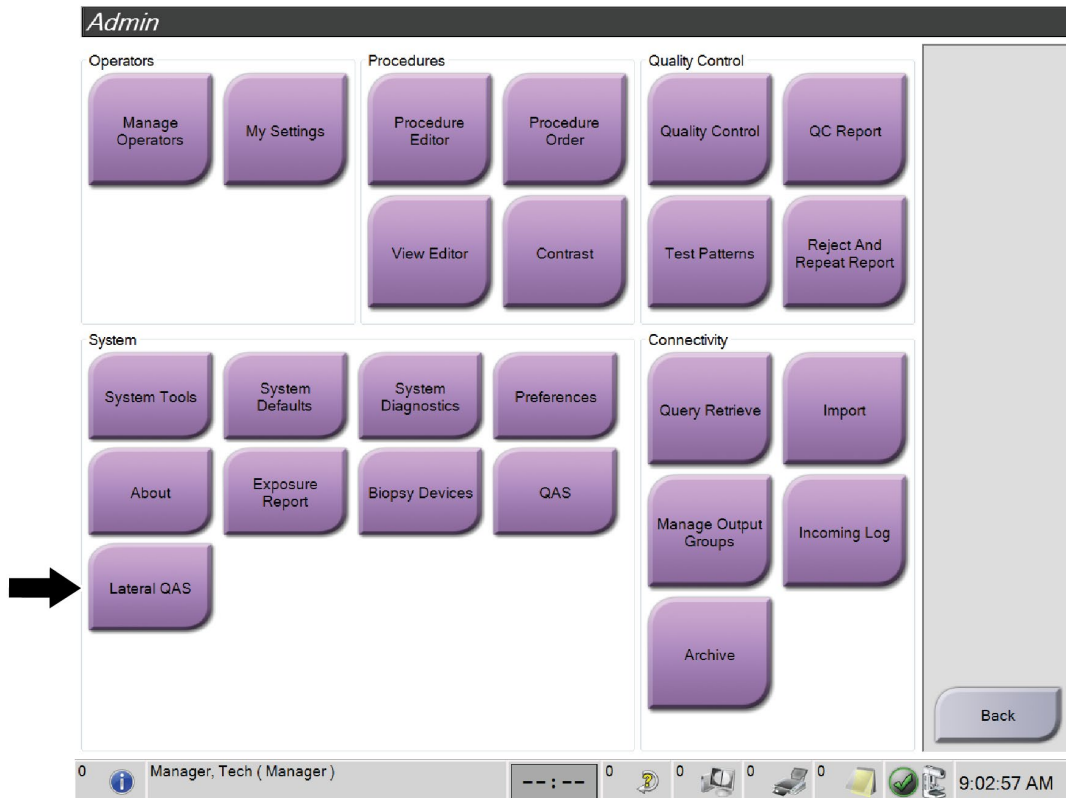 Admin
Operators
Manage
Operators
My Settings
Procedures
Procedure
Editor
Procedure
Order
View Editor
Contrast
Quality Control
Quality Control
QC Report
Test Patterns
Reject And
Repeat Report
System
System Tools
System
Defaults
System
Diagnostics
Preferences
About
Exposure
Report
Biopsy Devices
QAS
Lateral QAS
Connectivity
Query Retrieve
Import
Manage Output
Groups
Incoming Log
Archive
Back
0
Manager, Tech ( Manager )
--:--
0
0
0
0
9:02:57 AM